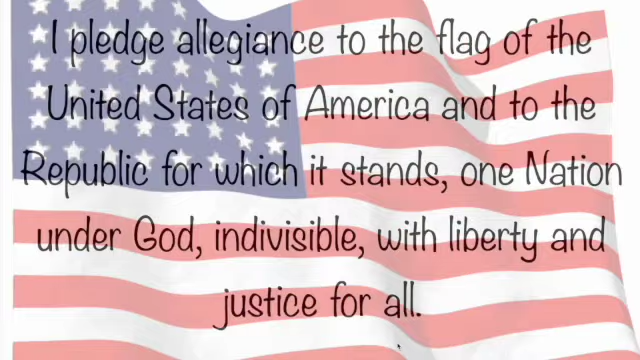 I pledge allegiance to the flag of the
United States of America and to the
Republic for which it stands, one Nation
under God, indivisible, with liberty and
justice for all.